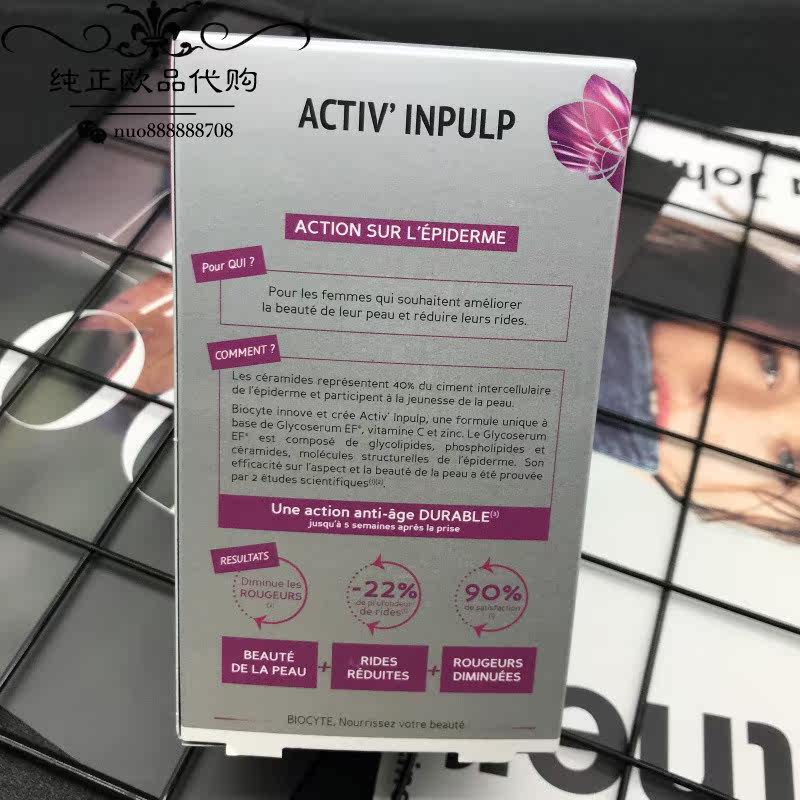 纯正欧品代购
nuo888888708
ACTIV' INPULP
ACTION SUR L'ÉPIDERME
Pour QUI ?
Pour les femmes qui souhaitent améliorer
la beauté de leur peau et réduire leurs rides.
COMMENT ?
Les céramides représentent 40% du ciment intercellulaire
de l'épiderme et participent à la jeunesse de la peau.
Biocyte innove et crée Activ' Inpulp, une formule unique à
base de Glycoserum EF®, vitamine C et zinc. Le Glycoserum
EF® est composé de glycolipides, phospholipides et
céramides, molécules structurelles de l'épiderme. Son
efficacité sur l'aspect et la beauté de la peau a été prouvée
par 2 études scientifiques(1)(2).
Une action anti-âge DURABLE(3)
jusqu'à 5 semaines après la prise
RESULTATS
Diminue les
ROUGEURS
-22%
de profondeur
de rides
90%
de satisfaction
(1)
BEAUTÉ
DE LA PEAU
+
RIDES
RÉDUITES
+
ROUGEURS
DIMINUÉES
BIOCYTE, Nourrissez votre beauté